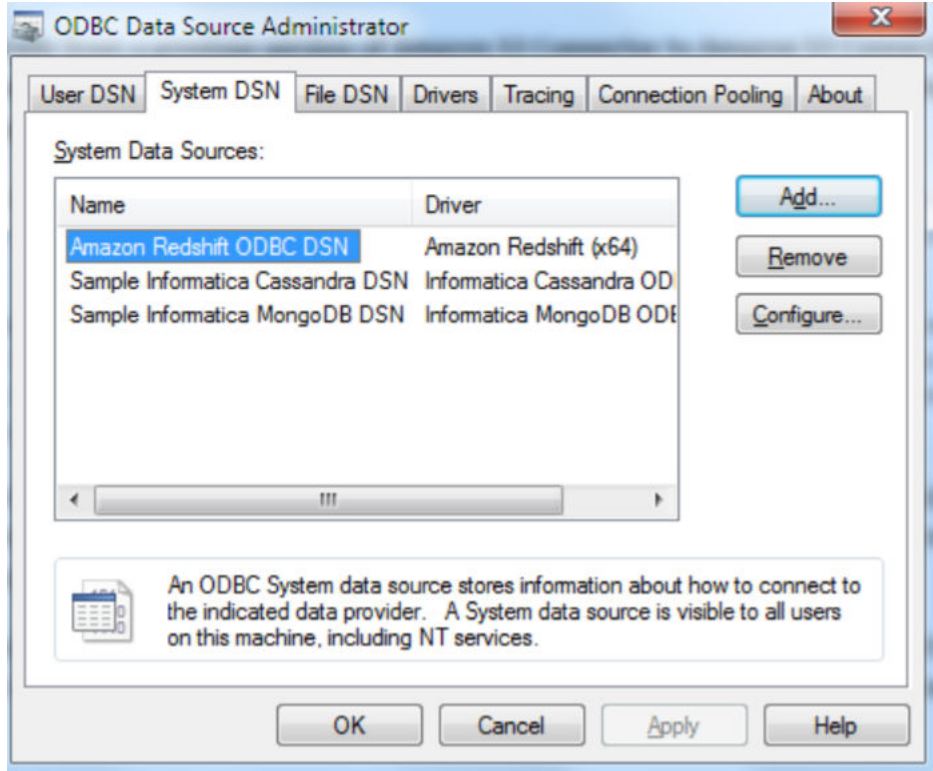 ODBC Data Source Administrator
User DSN System DSN File DSN Drivers Tracing Connection Pooling About
System Data Sources:
Name Driver
Amazon Redshift ODBC DSN Amazon Redshift (x64)
Sample Informatica Cassandra DSN Informatica Cassandra OD
Sample Informatica MongoDB DSN Informatica MongoDB ODB
Add...
Remove
Configure...
An ODBC System data source stores information about how to connect to
the indicated data provider. A System data source is visible to all users
on this machine, including NT services.
OK Cancel Apply Help